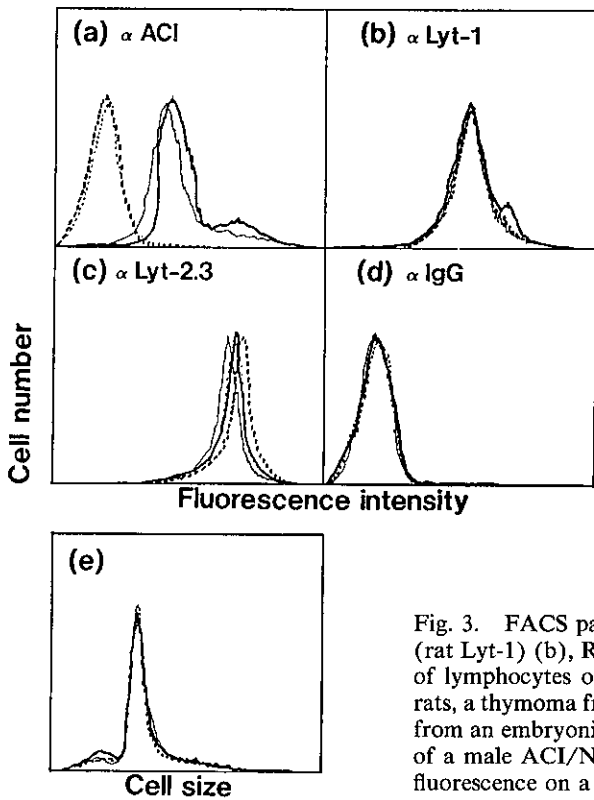 (a) α ACI
(b) α Lyt-1
(c) α Lyt-2.3
(d) α IgG
Cell number
Fluorescence intensity
(e)
Cell size
Fig. 3. FACS pa
(rat Lyt-1) (b), R
of lymphocytes o
rats, a thymoma fr
from an embryoni
of a male ACI/N
fluorescence on a